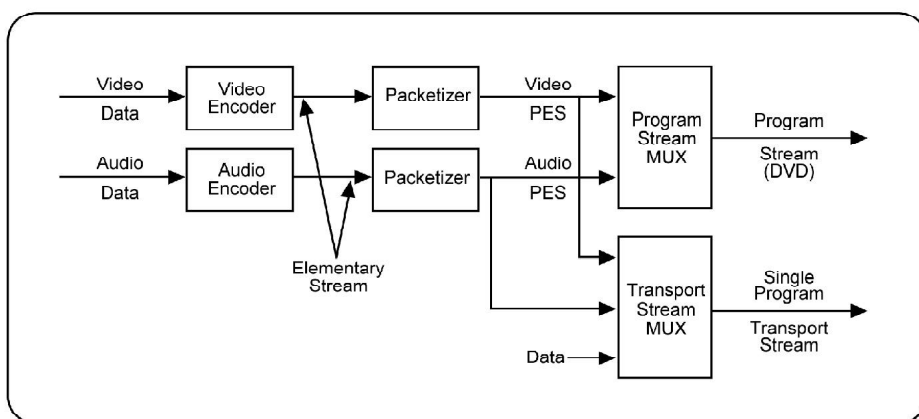 Video
Data
Video
Encoder
Packetizer
Video
PES
Program
Stream
MUX
Program
Stream
(DVD)
Audio
Data
Audio
Encoder
Packetizer
Audio
PES
Elementary
Stream
Transport
Stream
MUX
Single
Program
Transport
Stream
Data